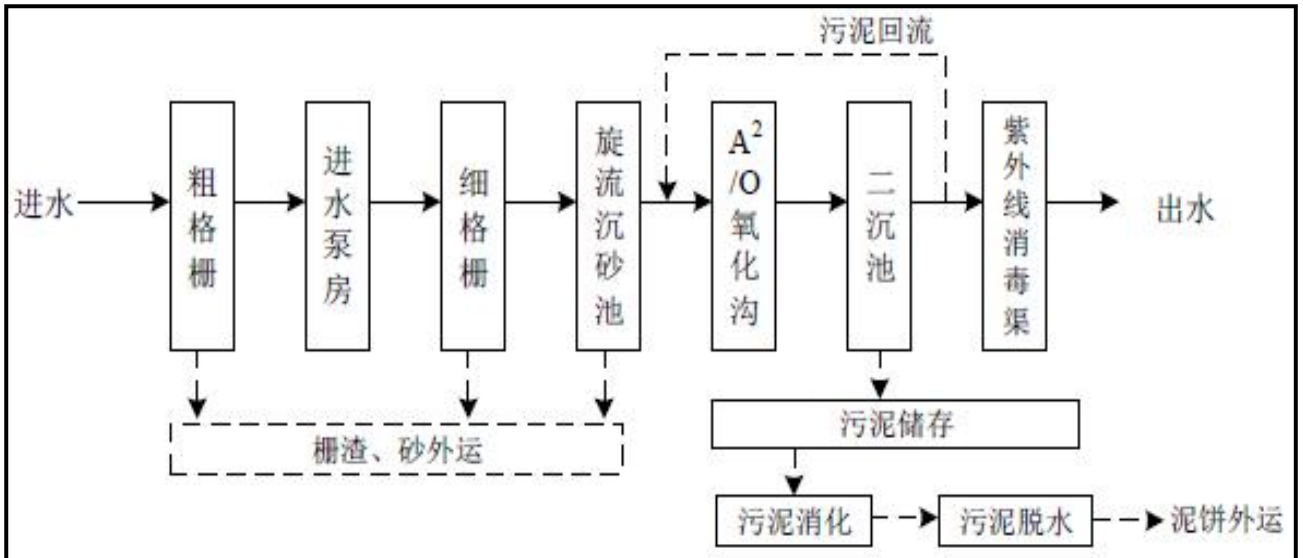 污泥回流
进水
粗格栅
进水泵房
细格栅
旋流沉砂池
A²/O氧化沟
二沉池
紫外线消毒渠
出水
栅渣、砂外运
污泥储存
污泥消化
污泥脱水
泥饼外运